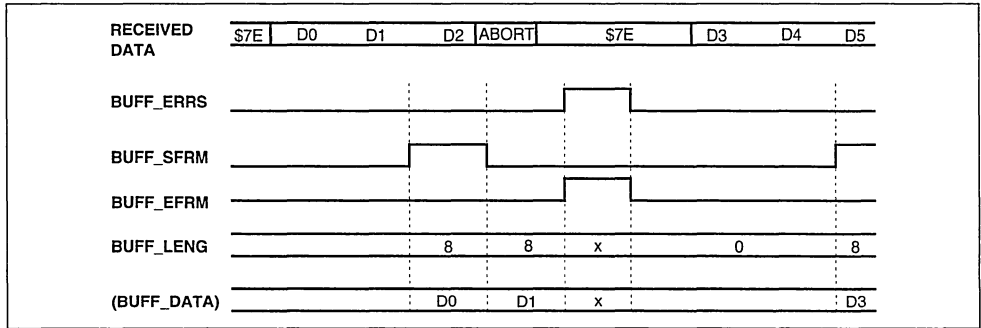 RECEIVED DATA $7E D0 D1 D2 ABORT $7E D3 D4 D5
BUFF_ERRS
BUFF_SFRM
BUFF_EFRM
BUFF_LENG 8 8 x 0 8
(BUFF_DATA) D0 D1 x D3